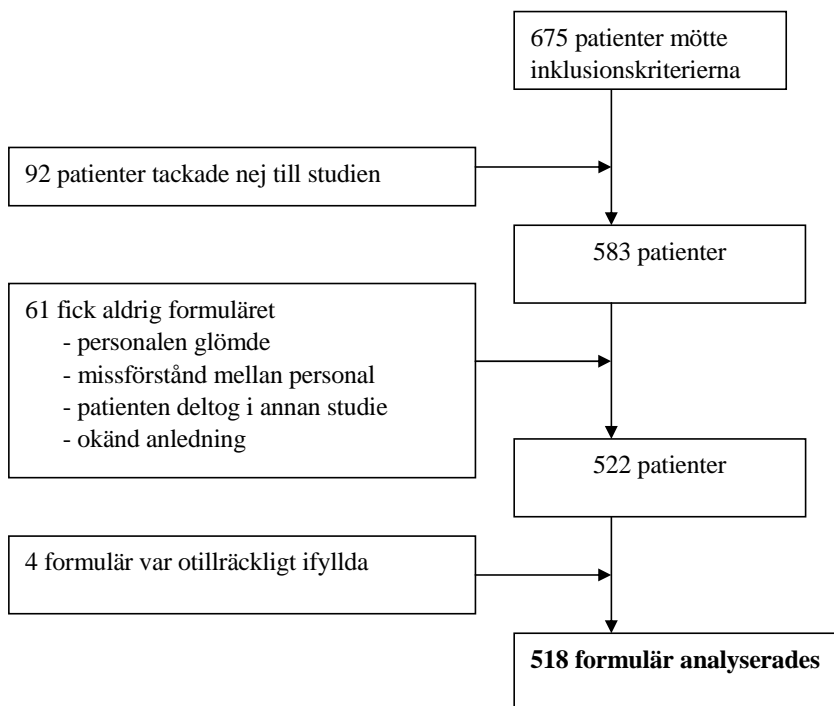 675 patienter mötte
inklusionskriterierna
92 patienter tackade nej till studien
583 patienter
61 fick aldrig formuläret
- personalen glömde
- missförstånd mellan personal
- patienten deltog i annan studie
- okänd anledning
522 patienter
4 formulär var otillräckligt ifyllda
518 formulär analyserades